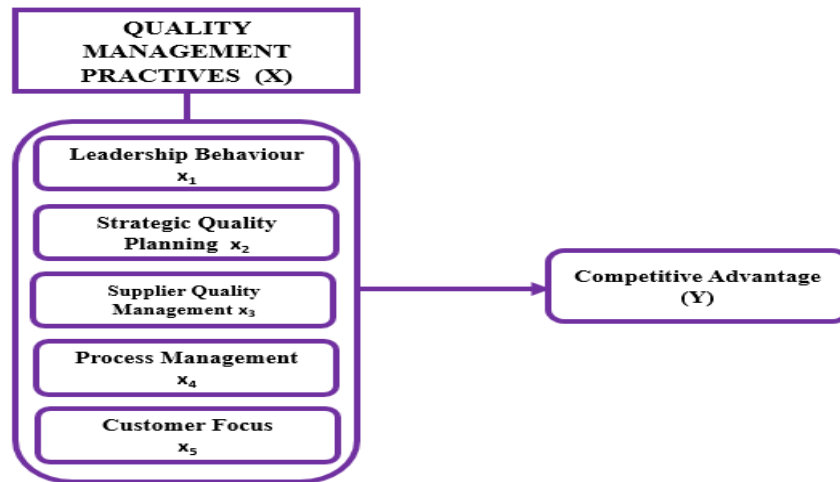 QUALITY
MANAGEMENT
PRACTIVES (X)
Leadership Behaviour
x₁
Strategic Quality
Planning x₂
Supplier Quality
Management x₃
Process Management
x₄
Customer Focus
x₅
Competitive Advantage
(Y)